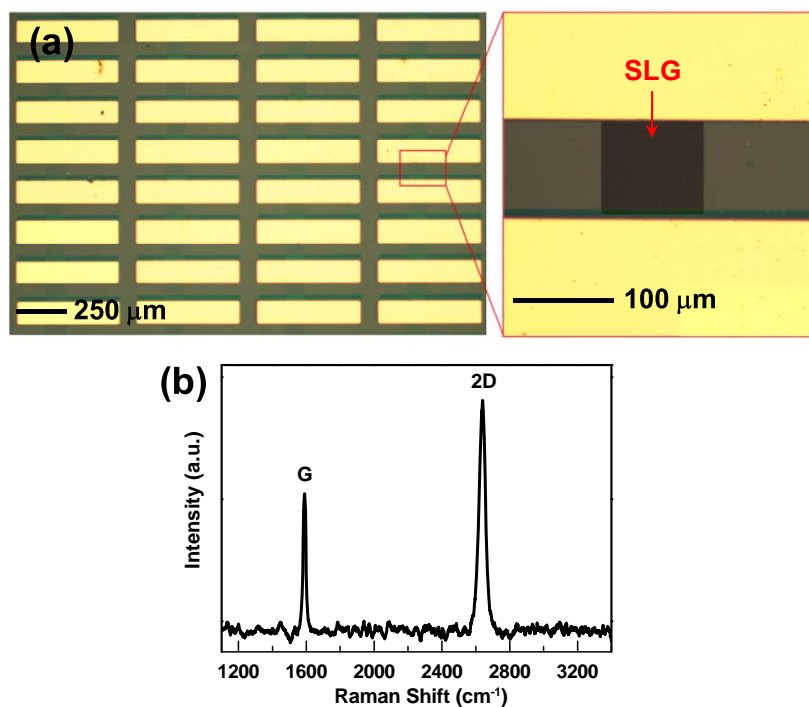 (a)
SLG
250 μm
100 μm
(b)
2D
G
Intensity (a.u.)
1200 1600 2000 2400 2800 3200
Raman Shift (cm⁻¹)